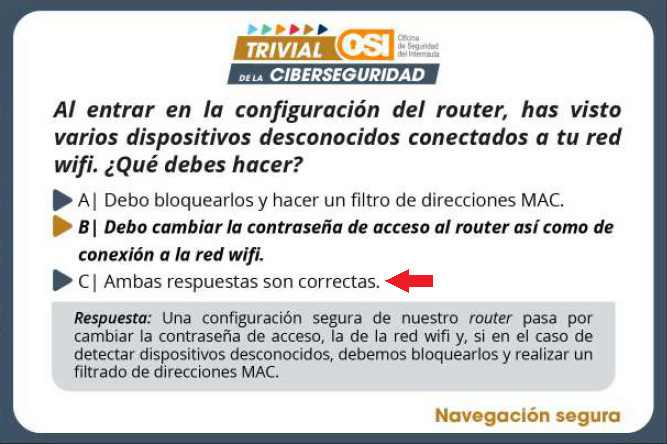 TRIVIAL OSI Oficina
de Seguridad
del Internauta
DE LA CIBERSEGURIDAD
Al entrar en la configuración del router, has visto
varios dispositivos desconocidos conectados a tu red
wifi. ¿Qué debes hacer?
A| Debo bloquearlos y hacer un filtro de direcciones MAC.
B| Debo cambiar la contraseña de acceso al router así como de
conexión a la red wifi.
C| Ambas respuestas son correctas.
Respuesta: Una configuración segura de nuestro router pasa por
cambiar la contraseña de acceso, la de la red wifi y, si en el caso de
detectar dispositivos desconocidos, debemos bloquearlos y realizar un
filtrado de direcciones MAC.
Navegación segura